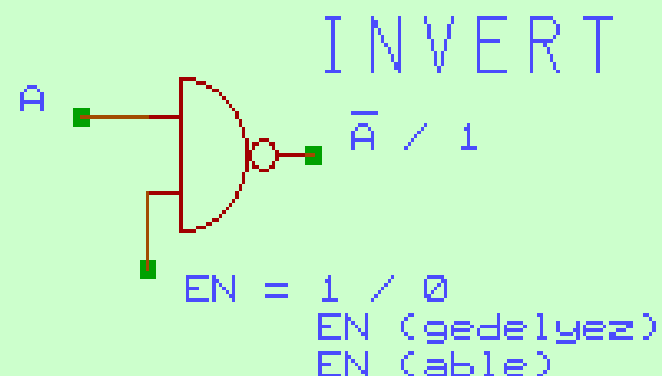 INVERT
A
A̅ / 1
EN = 1 / 0
EN (gedelyez)
EN (able)